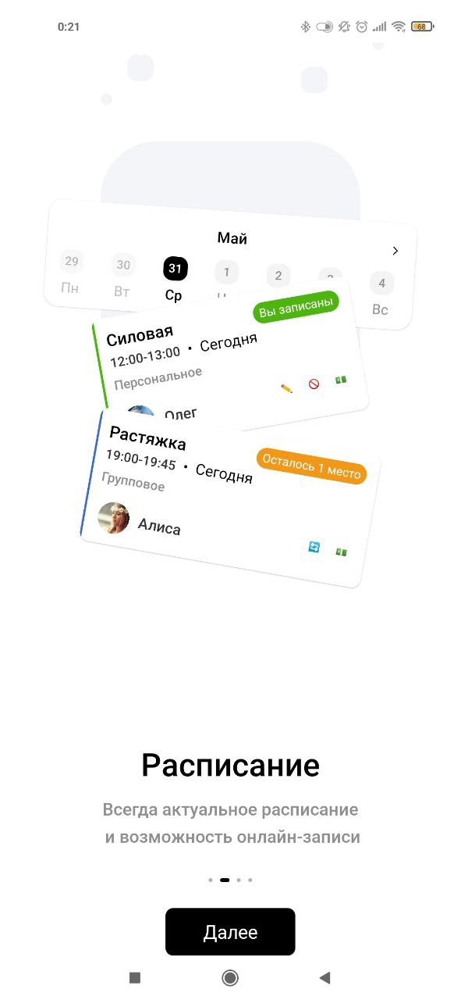 0:21
68
Май
29 30 31 1 2 3 4
Пн Вт Ср Вс
Вы записаны
Силовая
12:00-13:00 • Сегодня
Персональное
Олег
Растяжка
Осталось 1 место
19:00-19:45 • Сегодня
Групповое
Алиса
Расписание
Всегда актуальное расписание
и возможность онлайн-записи
Далее